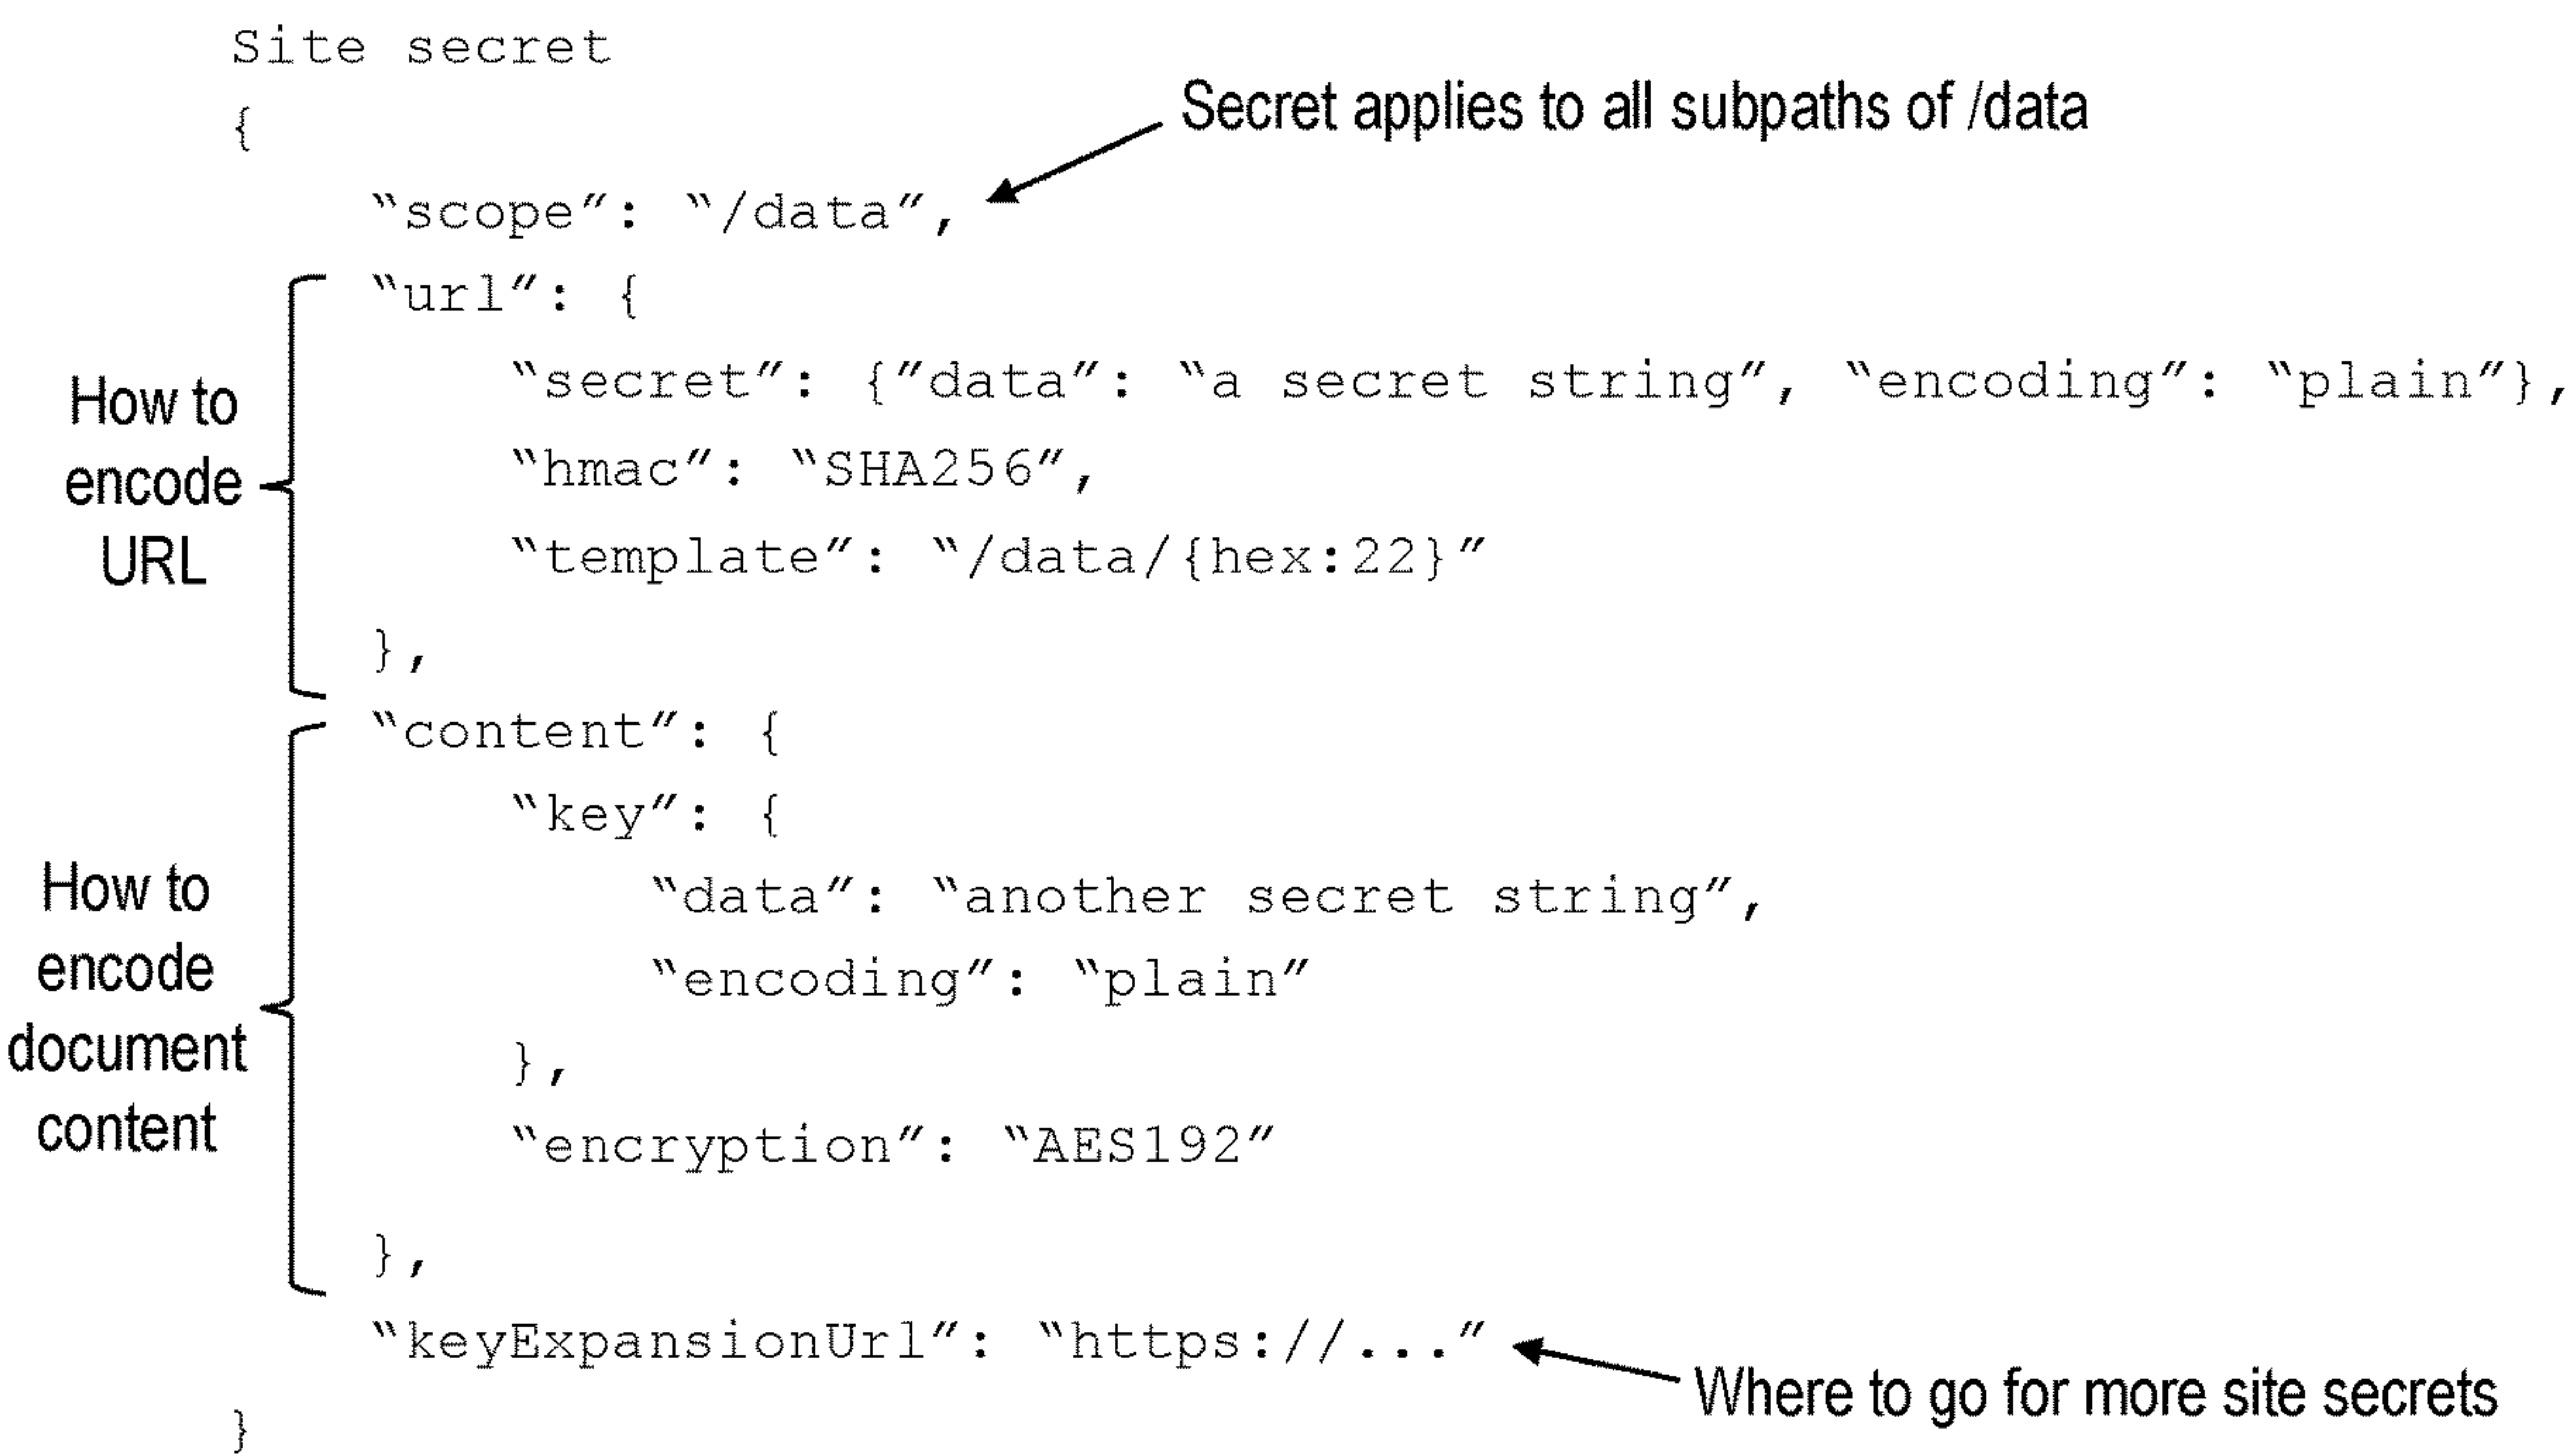 Site secret
{
Secret applies to all subpaths of /data
“scope”: “/data”,
“url”: {
“secret”: {”data”: “a secret string”, “encoding”: “plain”},
“hmac”: “SHA256”,
“template”: “/data/{hex:22}”
},
How to
encode
URL
“content”: {
“key”: {
“data”: “another secret string”,
“encoding”: “plain”
},
“encryption”: “AES192”
},
How to
encode
document
content
“keyExpansionUrl”: “https://...”
Where to go for more site secrets
}